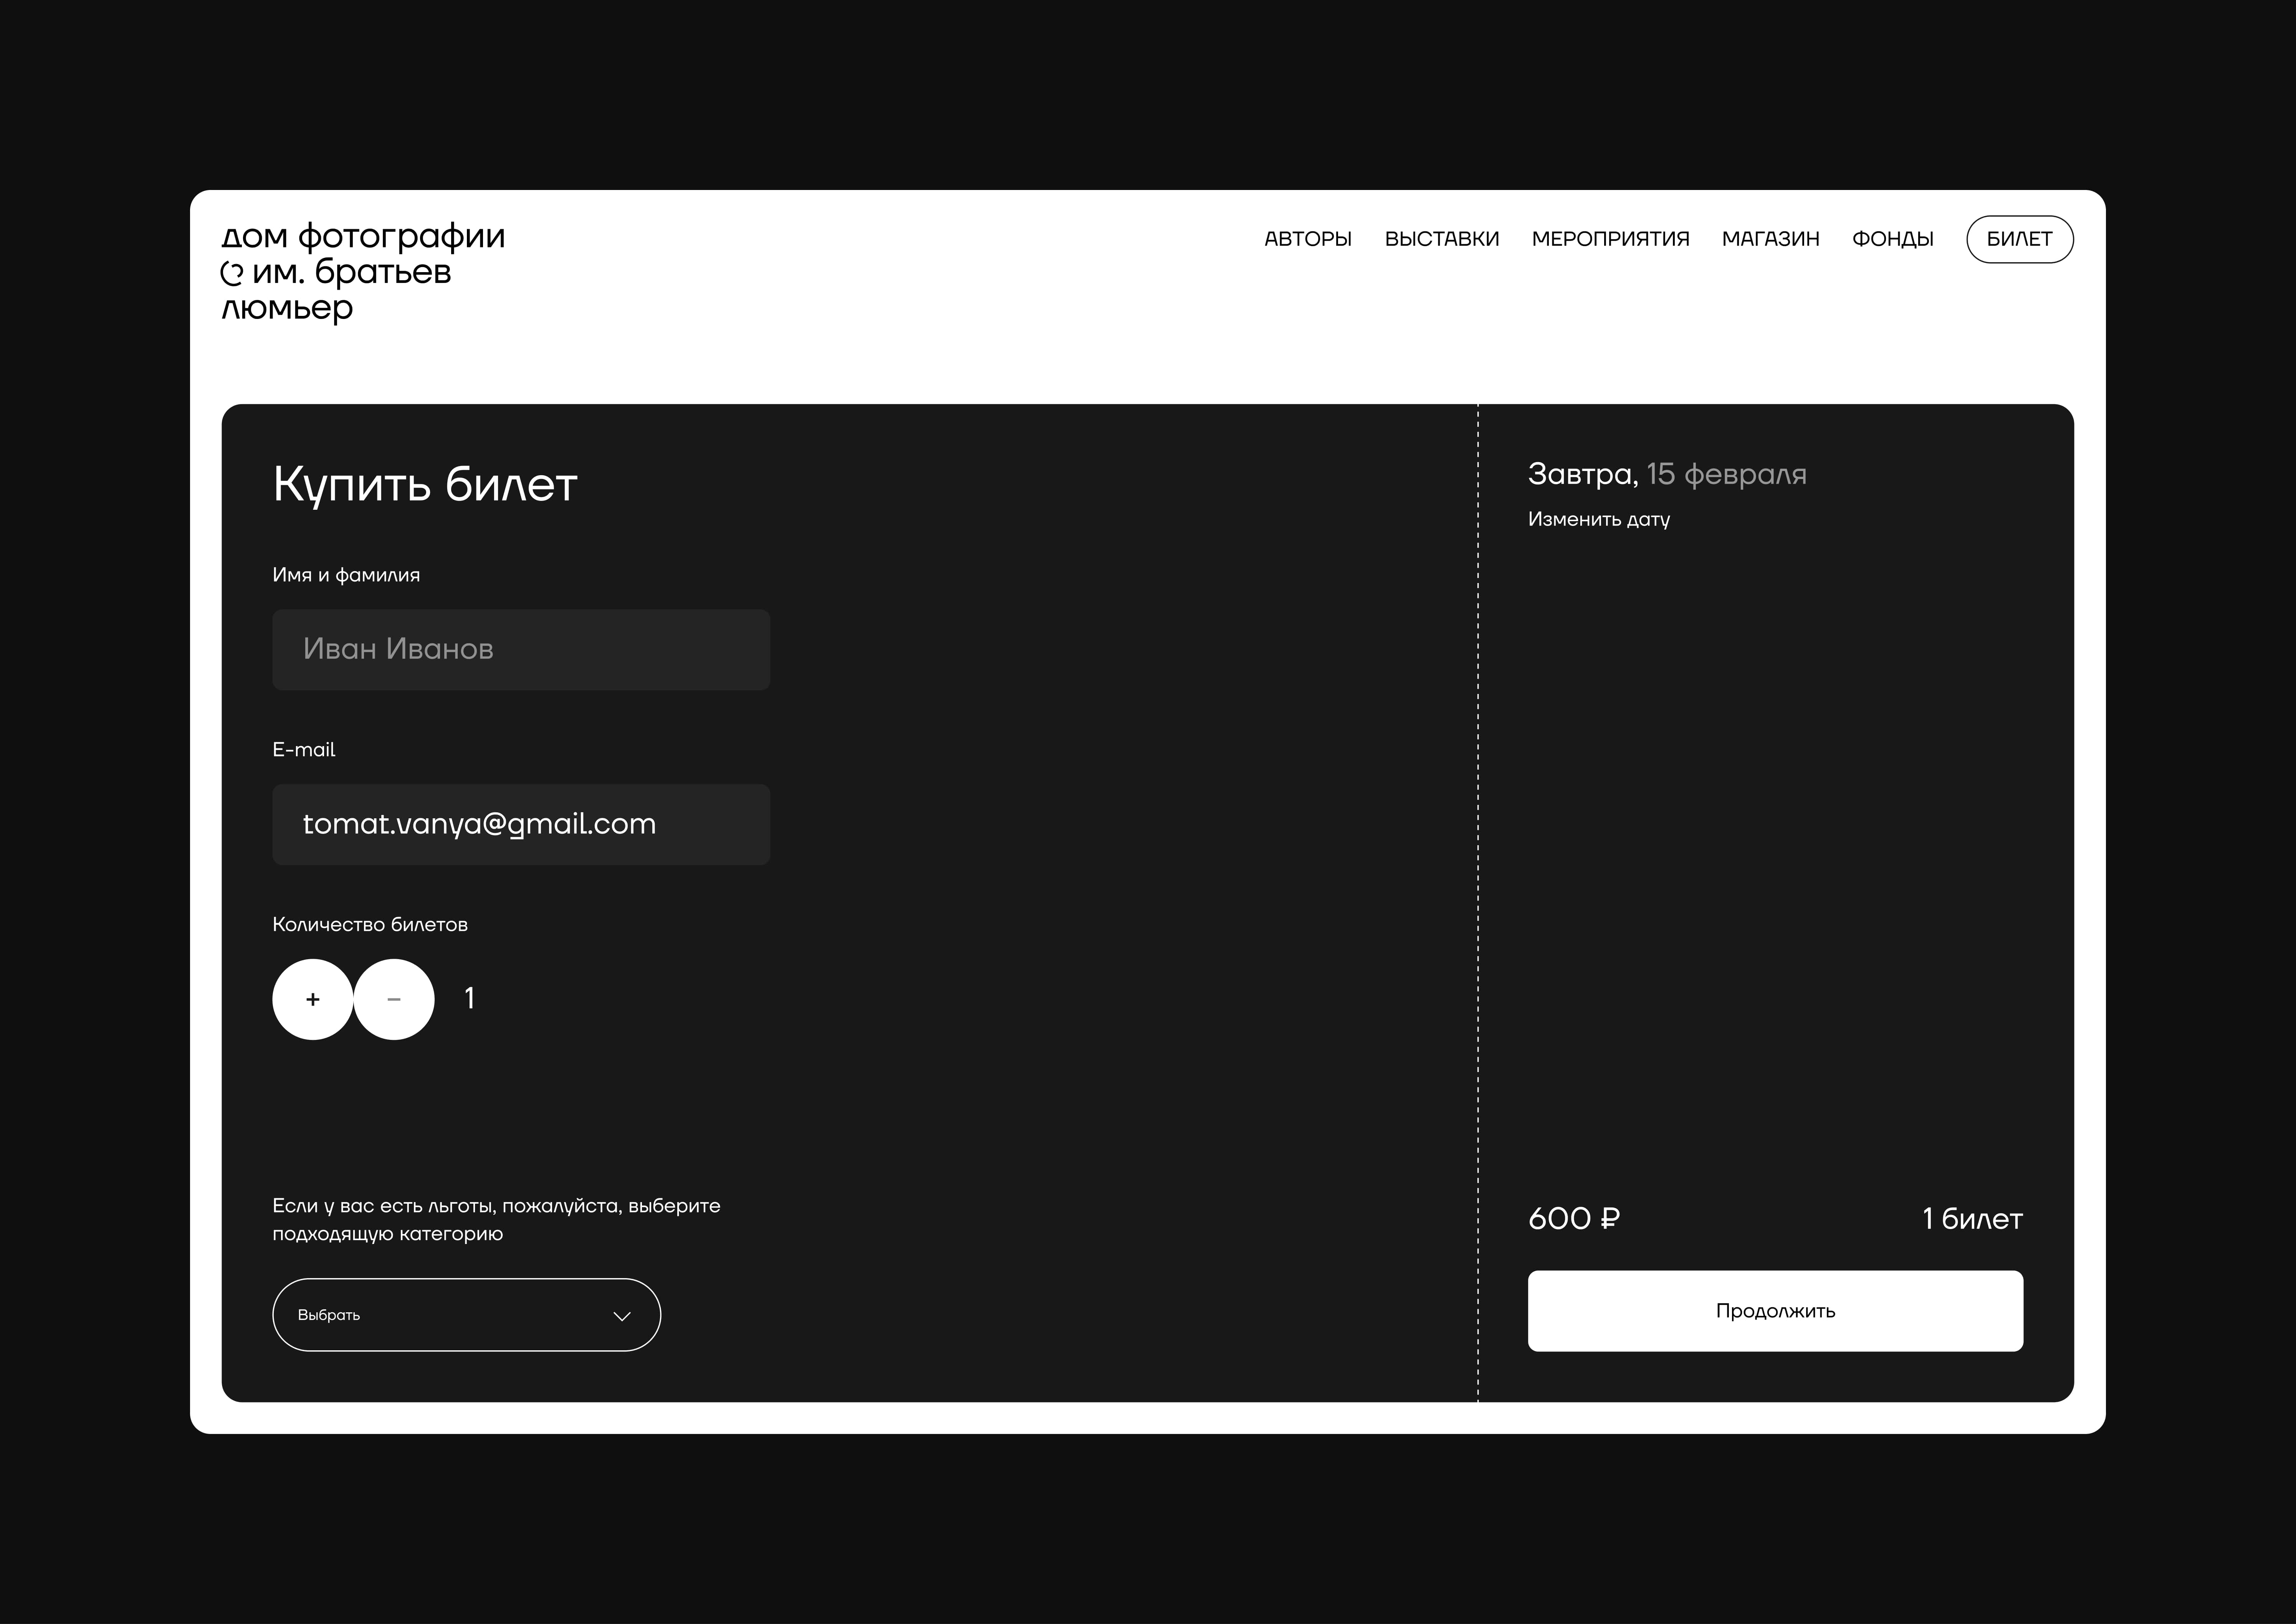 дом фотографии
им. братьев
люмьер
АВТОРЫ ВЫСТАВКИ МЕРОПРИЯТИЯ МАГАЗИН ФОНДЫ БИЛЕТ
Купить билет
Имя и фамилия
Иван Иванов
E-mail
tomat.vanya@gmail.com
Количество билетов
+ − 1
Если у вас есть льготы, пожалуйста, выберите
подходящую категорию
Выбрать
Завтра, 15 февраля
Изменить дату
600 ₽ 1 билет
Продолжить